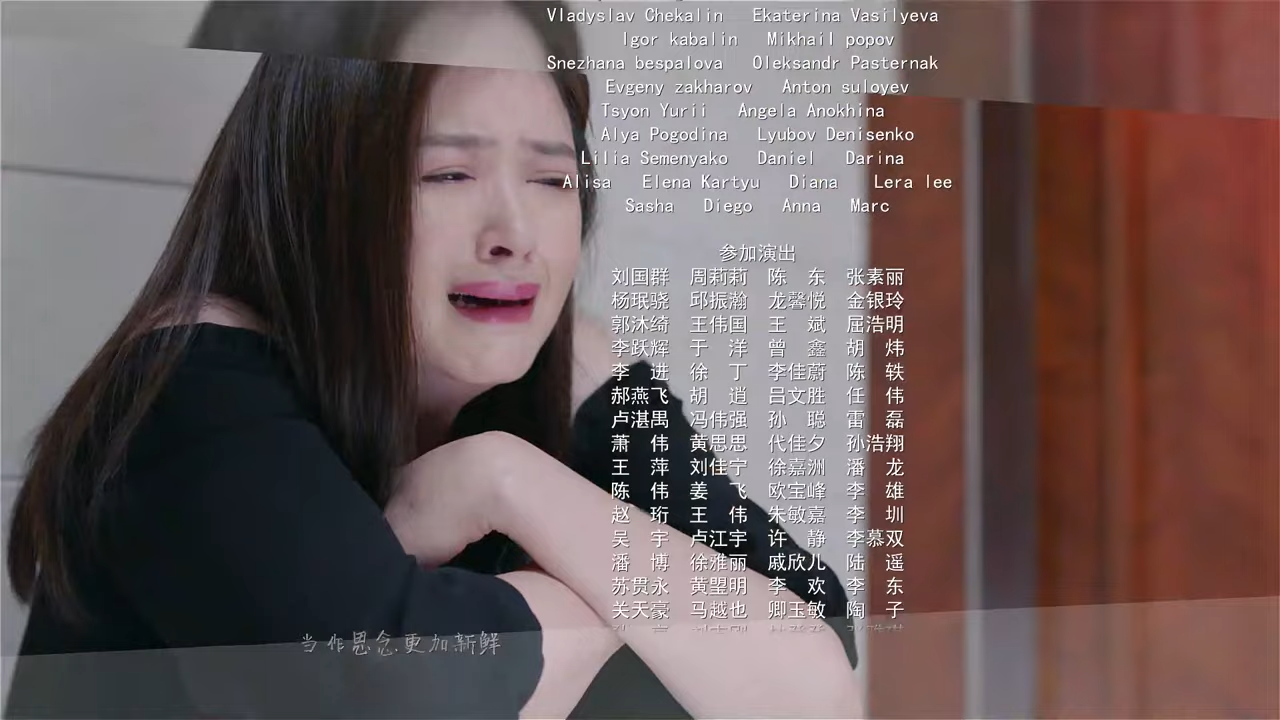 Vladyslav Chekalin Ekaterina Vasilyeva
Igor kabalin Mikhail popov
Snezhana bespalova Oleksandr Pasternak
Evgeny zakharov Anton suloyev
Tsyon Yurii Angela Anokhina
Alya Pogodina Lyubov Denisenko
Lilia Semenyako Daniel Darina
Alisa Elena Kartyu Diana Lera lee
Sasha Diego Anna Marc
参加演出
刘国群 周莉莉 陈 东 张素丽
杨珉骁 邱振瀚 龙馨悦 金银玲
郭沐绮 王伟国 王 斌 屈浩明
李跃辉 于 洋 曾 鑫 胡 炜
李 进 徐 丁 李佳蔚 陈 轶
郝燕飞 胡 逍 吕文胜 任 伟
卢湛禺 冯伟强 孙 聪 雷 磊
萧 伟 黄思思 代佳夕 孙浩翔
王 萍 刘佳宁 徐嘉洲 潘 龙
陈 伟 姜 飞 欧宝峰 李 雄
赵 珩 王 伟 朱敏嘉 李 圳
吴 宇 卢江宇 许 静 李慕双
潘 博 徐雅丽 戚欣儿 陆 遥
苏贯永 黄塱明 李 欢 李 东
关天豪 马越也 卿玉敏 陶 子
当作思念更加新鲜